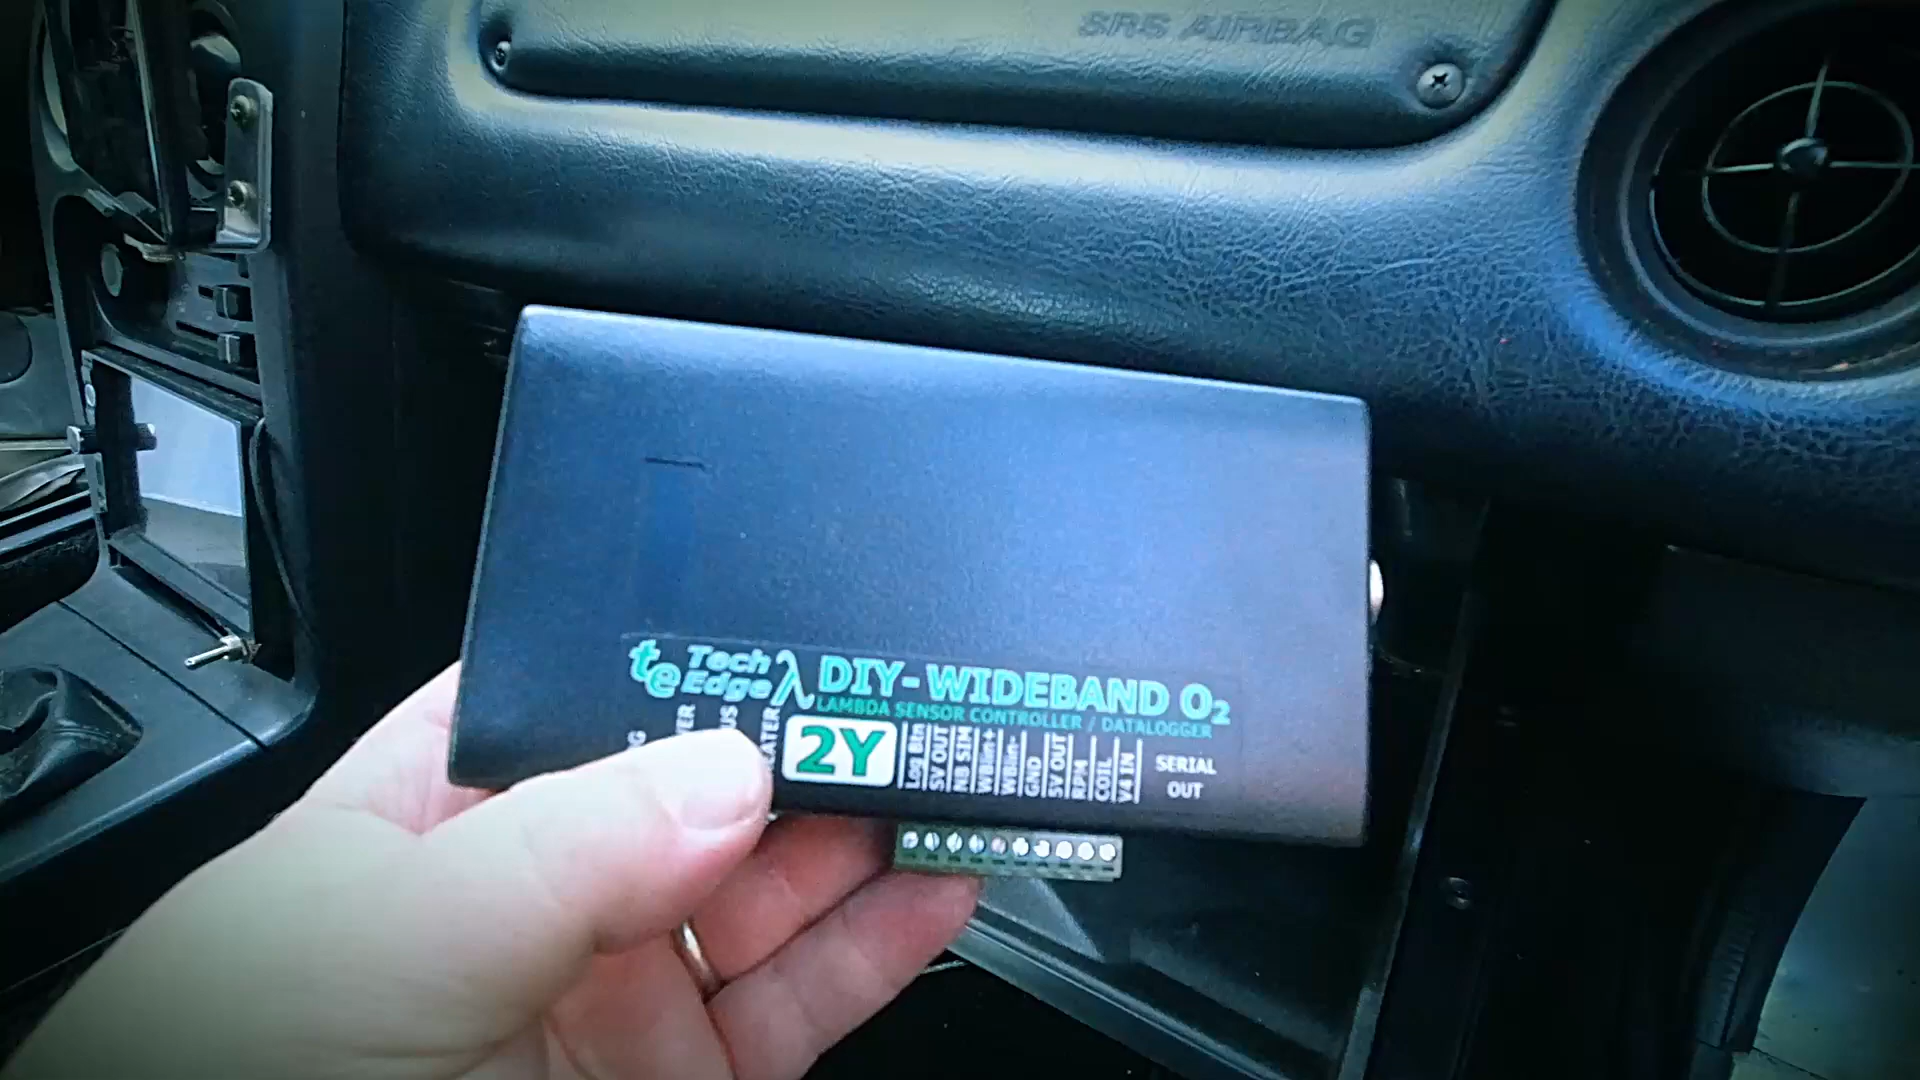 SRS AIRBAG
te Tech Edge λ DIY-WIDEBAND O₂
LAMBDA SENSOR CONTROLLER / DATALOGGER
2Y
Log Btn
5V OUT
NB SIM
WBlin+
WBlin-
GND
5V OUT
RPM
COIL
V4 IN
SERIAL
OUT